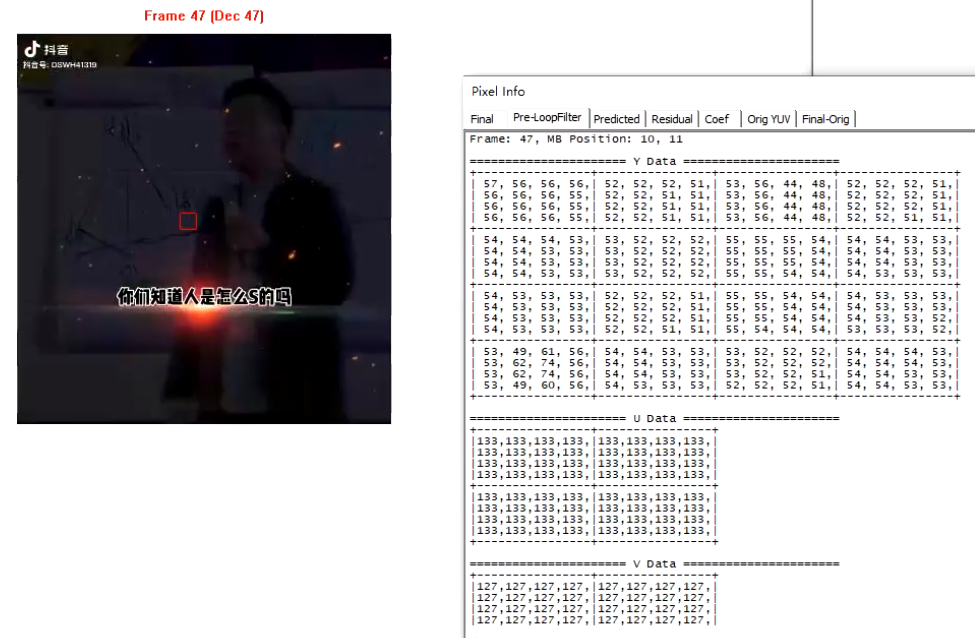 Frame 47 (Dec 47)
抖音
抖音号: DSWH41319
你们知道人是怎么S的吗
Pixel Info
Final Pre-LoopFilter Predicted Residual Coef Orig YUV Final-Orig
Frame: 47, MB Position: 10, 11
====================== Y Data ======================
| 57, 56, 56, 56,| 52, 52, 52, 51,| 53, 56, 44, 48,| 52, 52, 52, 51,|
| 56, 56, 56, 55,| 52, 52, 51, 51,| 53, 56, 44, 48,| 52, 52, 52, 51,|
| 56, 56, 56, 55,| 52, 52, 51, 51,| 53, 56, 44, 48,| 52, 52, 52, 51,|
| 56, 56, 56, 55,| 52, 52, 51, 51,| 53, 56, 44, 48,| 52, 52, 51, 51,|
| 54, 54, 54, 53,| 53, 52, 52, 52,| 55, 55, 55, 54,| 54, 54, 53, 53,|
| 54, 54, 53, 53,| 53, 52, 52, 52,| 55, 55, 55, 54,| 54, 54, 53, 53,|
| 54, 54, 53, 53,| 53, 52, 52, 52,| 55, 55, 55, 54,| 54, 54, 53, 53,|
| 54, 54, 53, 53,| 53, 52, 52, 52,| 55, 55, 54, 54,| 54, 53, 53, 53,|
| 54, 53, 53, 53,| 52, 52, 52, 51,| 55, 55, 54, 54,| 54, 53, 53, 53,|
| 54, 53, 53, 53,| 52, 52, 52, 51,| 55, 55, 54, 54,| 54, 53, 53, 53,|
| 54, 53, 53, 53,| 52, 52, 52, 51,| 55, 55, 54, 54,| 54, 53, 53, 52,|
| 54, 53, 53, 53,| 52, 52, 51, 51,| 55, 54, 54, 54,| 53, 53, 53, 52,|
| 53, 49, 61, 56,| 54, 54, 53, 53,| 53, 52, 52, 52,| 54, 54, 54, 53,|
| 53, 62, 74, 56,| 54, 54, 53, 53,| 53, 52, 52, 52,| 54, 54, 54, 53,|
| 53, 62, 74, 56,| 54, 54, 53, 53,| 53, 52, 52, 51,| 54, 54, 53, 53,|
| 53, 49, 60, 56,| 54, 53, 53, 53,| 52, 52, 52, 51,| 54, 54, 53, 53,|
====================== U Data ======================
|133,133,133,133,|133,133,133,133,|
|133,133,133,133,|133,133,133,133,|
|133,133,133,133,|133,133,133,133,|
|133,133,133,133,|133,133,133,133,|
|133,133,133,133,|133,133,133,133,|
|133,133,133,133,|133,133,133,133,|
|133,133,133,133,|133,133,133,133,|
|133,133,133,133,|133,133,133,133,|
====================== V Data ======================
|127,127,127,127,|127,127,127,127,|
|127,127,127,127,|127,127,127,127,|
|127,127,127,127,|127,127,127,127,|
|127,127,127,127,|127,127,127,127,|